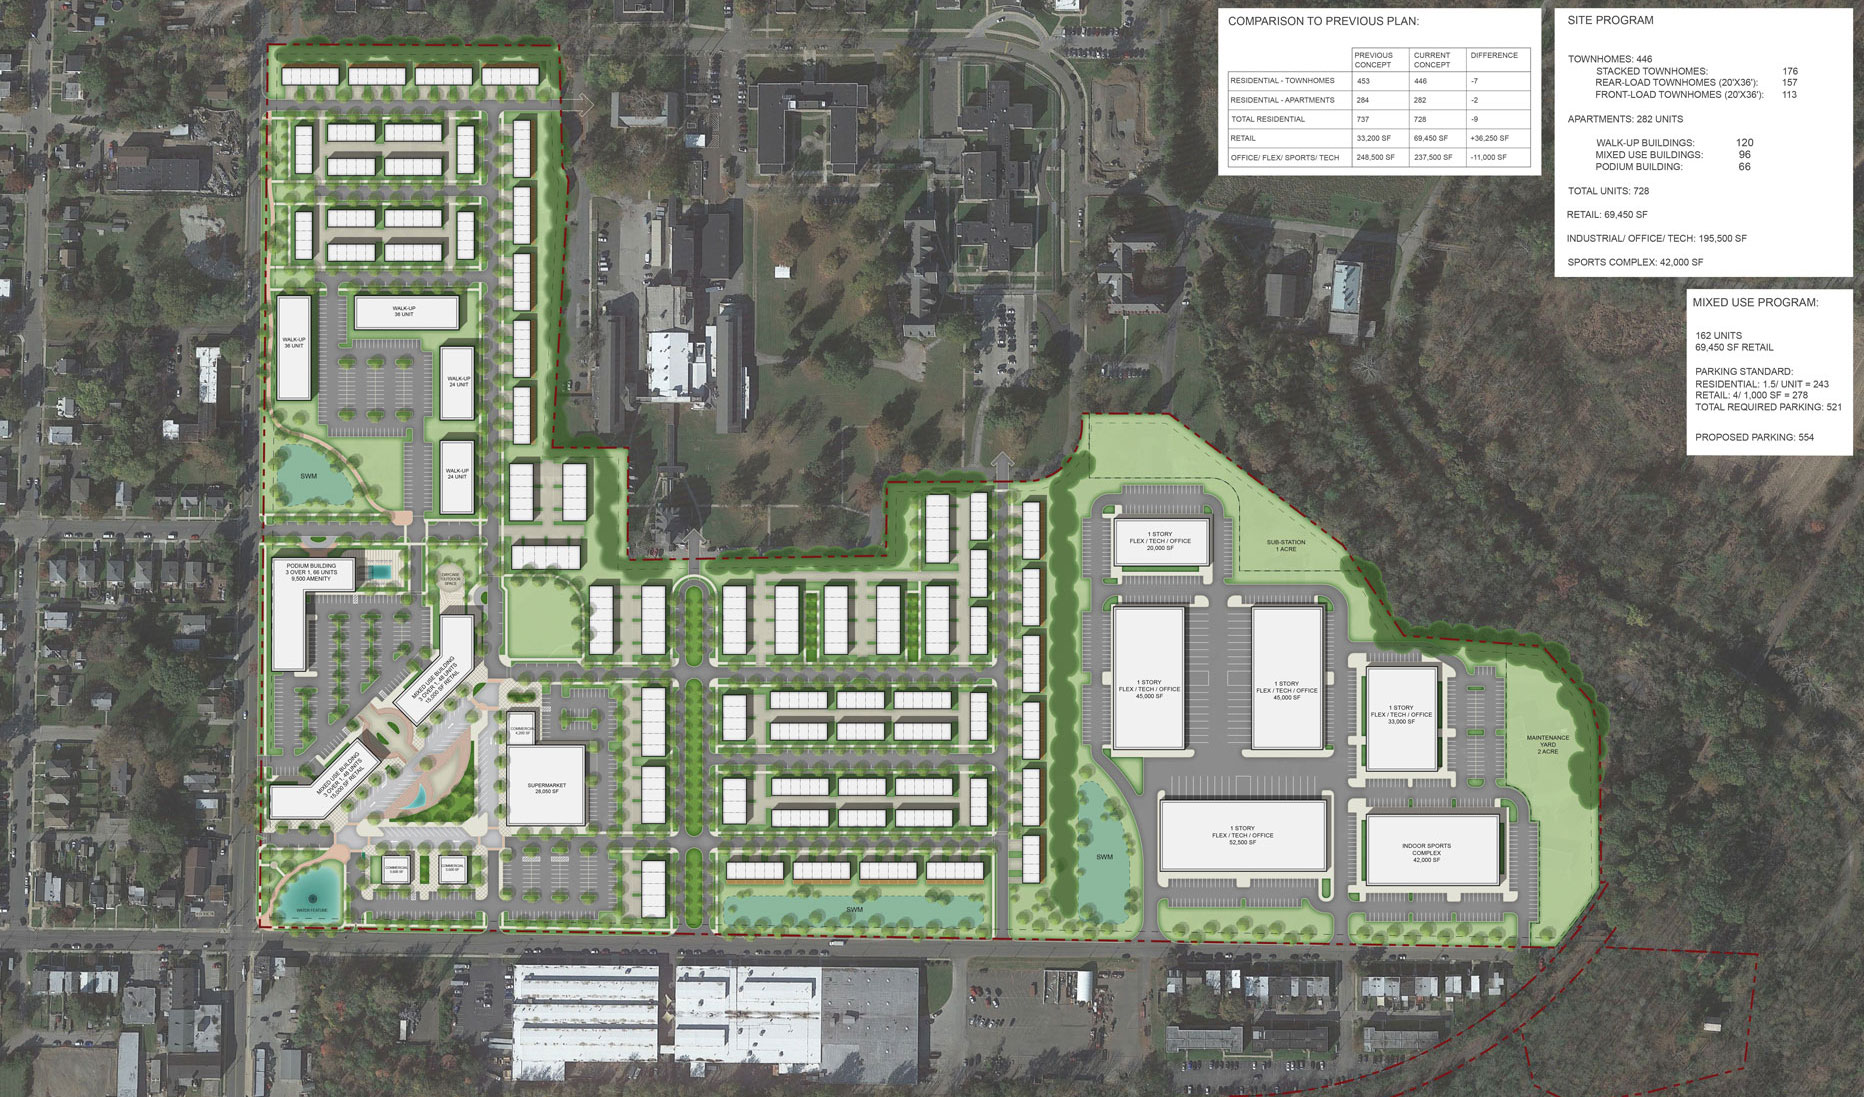 COMPARISON TO PREVIOUS PLAN:
PREVIOUS CONCEPT CURRENT CONCEPT DIFFERENCE
RESIDENTIAL - TOWNHOMES 453 446 -7
RESIDENTIAL - APARTMENTS 284 282 -2
TOTAL RESIDENTIAL 737 728 -9
RETAIL 33,200 SF 69,450 SF +36,250 SF
OFFICE/ FLEX/ SPORTS/ TECH 248,500 SF 237,500 SF -11,000 SF
SITE PROGRAM
TOWNHOMES: 446
STACKED TOWNHOMES: 176
REAR-LOAD TOWNHOMES (20'X36'): 157
FRONT-LOAD TOWNHOMES (20'X36'): 113
APARTMENTS: 282 UNITS
WALK-UP BUILDINGS: 120
MIXED USE BUILDINGS: 96
PODIUM BUILDING: 66
TOTAL UNITS: 728
RETAIL: 69,450 SF
INDUSTRIAL/ OFFICE/ TECH: 195,500 SF
SPORTS COMPLEX: 42,000 SF
MIXED USE PROGRAM:
162 UNITS
69,450 SF RETAIL
PARKING STANDARD:
RESIDENTIAL: 1.5/ UNIT = 243
RETAIL: 4/ 1,000 SF = 278
TOTAL REQUIRED PARKING: 521
PROPOSED PARKING: 554
WALK-UP
36 UNIT
WALK-UP
36 UNIT
WALK-UP
24 UNIT
WALK-UP
24 UNIT
SWM
PODIUM BUILDING
3 OVER 1, 66 UNITS
9,500 AMENITY
DAYCARE
OUTDOOR
SPACE
MIXED USE BUILDING
3 OVER 1, 48 UNITS
15,000 SF RETAIL
MIXED USE BUILDING
3 OVER 1, 48 UNITS
15,000 SF RETAIL
COMMERCIAL
4,200 SF
SUPERMARKET
28,050 SF
COMMERCIAL
COMMERCIAL
WATER FEATURE
SWM
SWM
1 STORY
FLEX / TECH / OFFICE
20,000 SF
SUB-STATION
1 ACRE
1 STORY
FLEX / TECH / OFFICE
45,000 SF
1 STORY
FLEX / TECH / OFFICE
45,000 SF
1 STORY
FLEX / TECH / OFFICE
33,000 SF
MAINTENANCE
YARD
2 ACRE
1 STORY
FLEX / TECH / OFFICE
52,500 SF
INDOOR SPORTS
COMPLEX
42,000 SF